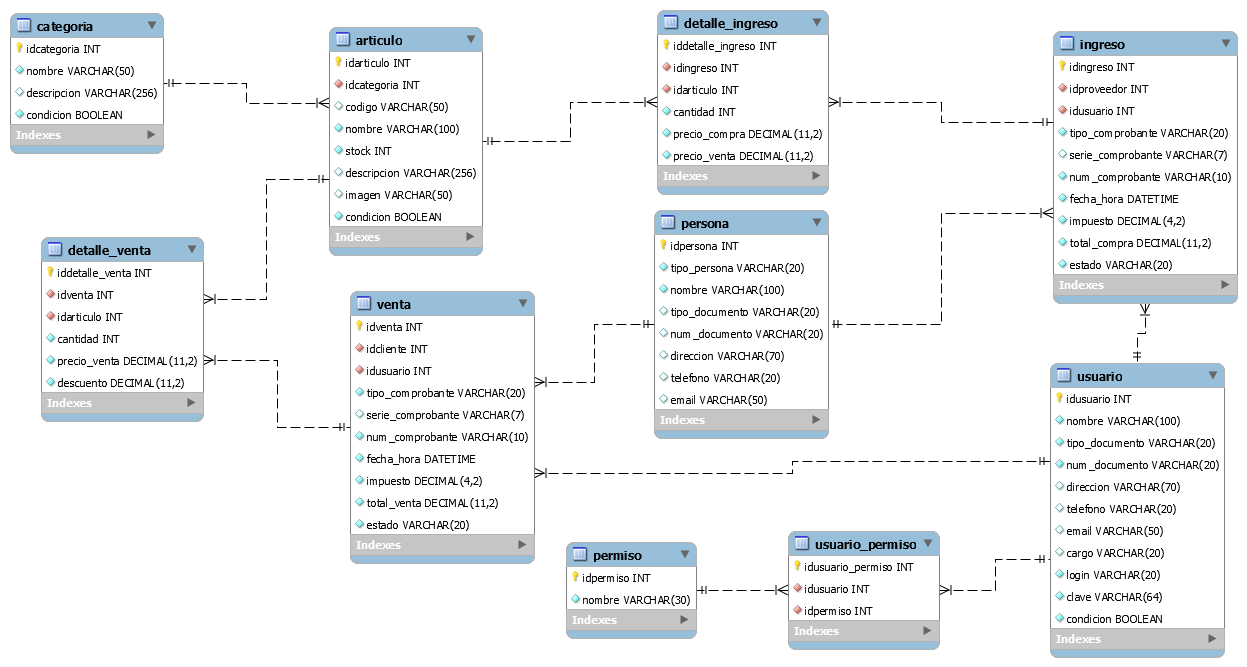 categoria
idcategoria INT
nombre VARCHAR(50)
descripcion VARCHAR(256)
condicion BOOLEAN
Indexes
articulo
idarticulo INT
idcategoria INT
codigo VARCHAR(50)
nombre VARCHAR(100)
stock INT
descripcion VARCHAR(256)
imagen VARCHAR(50)
condicion BOOLEAN
Indexes
detalle_ingreso
iddetalle_ingreso INT
idingreso INT
idarticulo INT
cantidad INT
precio_compra DECIMAL(11,2)
precio_venta DECIMAL(11,2)
Indexes
ingreso
idingreso INT
idproveedor INT
idusuario INT
tipo_comprobante VARCHAR(20)
serie_comprobante VARCHAR(7)
num_comprobante VARCHAR(10)
fecha_hora DATETIME
impuesto DECIMAL(4,2)
total_compra DECIMAL(11,2)
estado VARCHAR(20)
Indexes
detalle_venta
iddetalle_venta INT
idventa INT
idarticulo INT
cantidad INT
precio_venta DECIMAL(11,2)
descuento DECIMAL(11,2)
Indexes
venta
idventa INT
idcliente INT
idusuario INT
tipo_comprobante VARCHAR(20)
serie_comprobante VARCHAR(7)
num_comprobante VARCHAR(10)
fecha_hora DATETIME
impuesto DECIMAL(4,2)
total_venta DECIMAL(11,2)
estado VARCHAR(20)
Indexes
persona
idpersona INT
tipo_persona VARCHAR(20)
nombre VARCHAR(100)
tipo_documento VARCHAR(20)
num_documento VARCHAR(20)
direccion VARCHAR(70)
telefono VARCHAR(20)
email VARCHAR(50)
Indexes
usuario
idusuario INT
nombre VARCHAR(100)
tipo_documento VARCHAR(20)
num_documento VARCHAR(20)
direccion VARCHAR(70)
telefono VARCHAR(20)
email VARCHAR(50)
cargo VARCHAR(20)
login VARCHAR(20)
clave VARCHAR(64)
condicion BOOLEAN
Indexes
permiso
idpermiso INT
nombre VARCHAR(30)
Indexes
usuario_permiso
idusuario_permiso INT
idusuario INT
idpermiso INT
Indexes